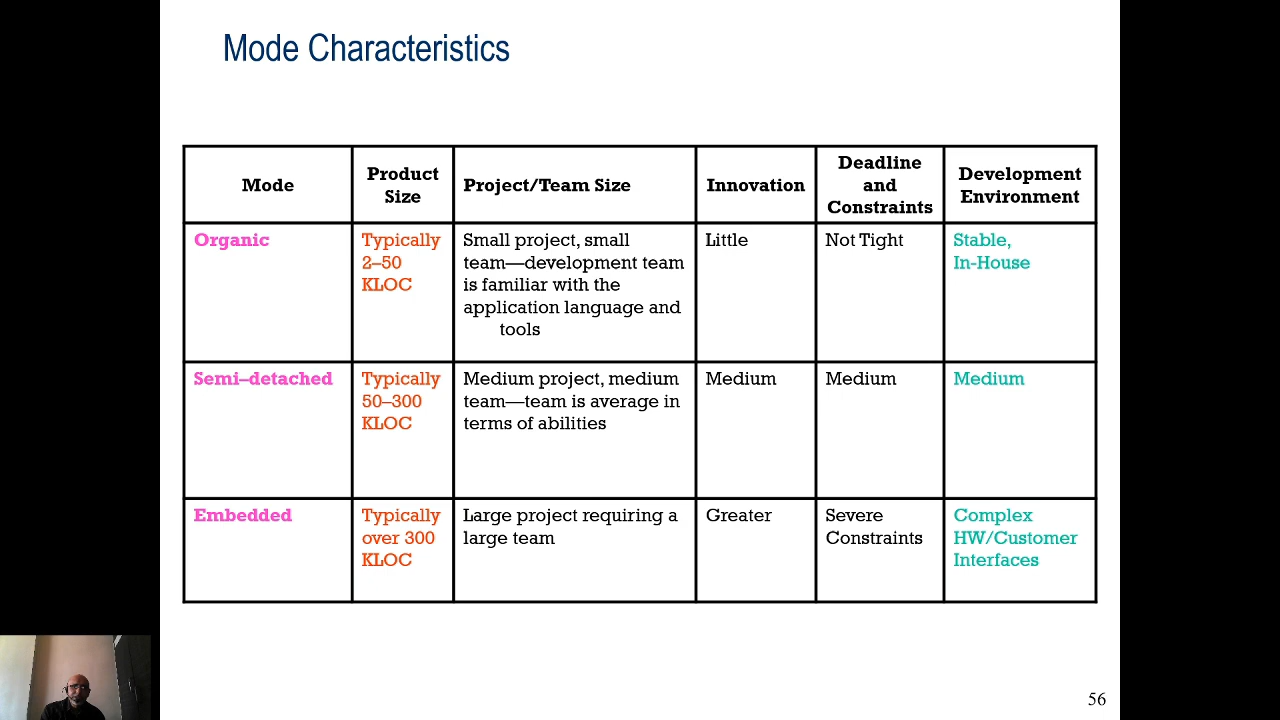 Mode Characteristics
Mode
Product
Size
Project/Team Size
Innovation
Deadline
and
Constraints
Development
Environment
Organic
Typically
2–50
KLOC
Small project, small
team—development team
is familiar with the
application language and
tools
Little
Not Tight
Stable,
In-House
Semi–detached
Typically
50–300
KLOC
Medium project, medium
team—team is average in
terms of abilities
Medium
Medium
Medium
Embedded
Typically
over 300
KLOC
Large project requiring a
large team
Greater
Severe
Constraints
Complex
HW/Customer
Interfaces
56